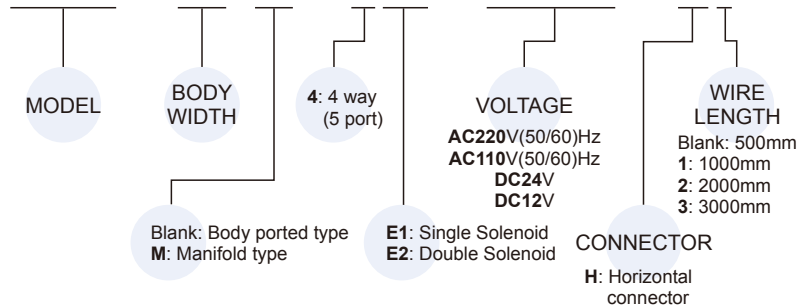 MODEL
BODY
WIDTH
4: 4 way
(5 port)
VOLTAGE
AC220V(50/60)Hz
AC110V(50/60)Hz
DC24V
DC12V
WIRE
LENGTH
Blank: 500mm
1: 1000mm
2: 2000mm
3: 3000mm
Blank: Body ported type
M: Manifold type
E1: Single Solenoid
E2: Double Solenoid
CONNECTOR
H: Horizontal
connector